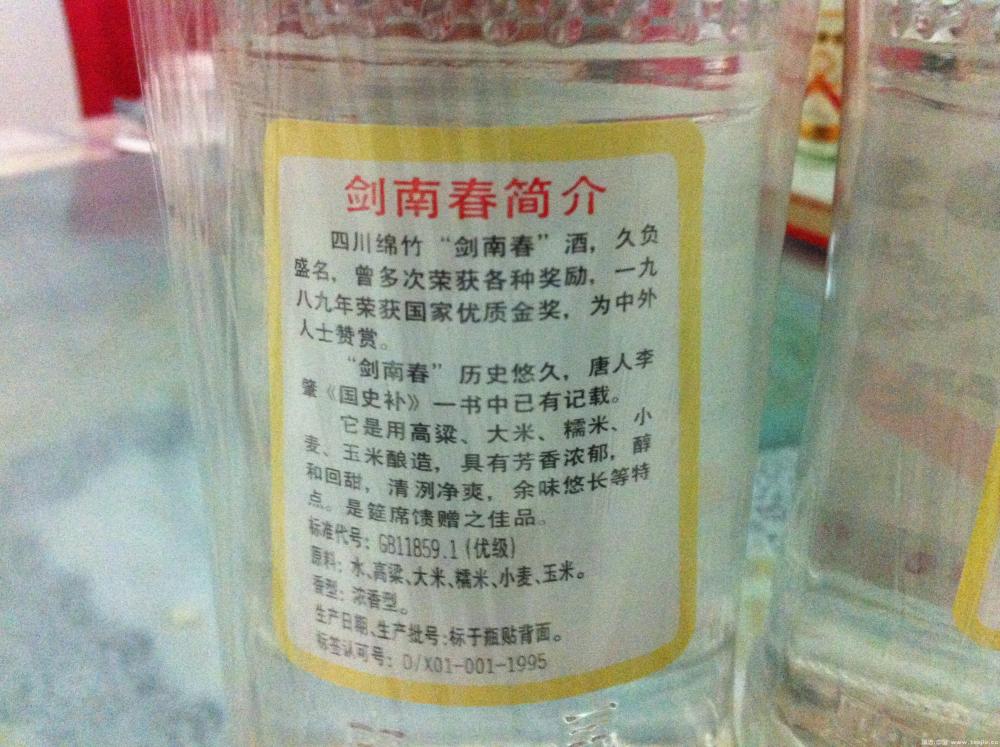 剑南春简介
四川绵竹“剑南春”酒，久负
盛名，曾多次荣获各种奖励，一九
八九年荣获国家优质金奖，为中外
人士赞赏。
“剑南春”历史悠久，唐人李
肇《国史补》一书中已有记载。
它是用高粱、大米、糯米、小
麦、玉米酿造，具有芳香浓郁，醇
和回甜，清洌净爽，余味悠长等特
点。是筵席馈赠之佳品。
标准代号：GB11859.1(优级)
原料：水、高粱、大米、糯米、小麦、玉米。
香型：浓香型。
生产日期、生产批号：标于瓶贴背面。
标签认可号：D/X01-001-1995